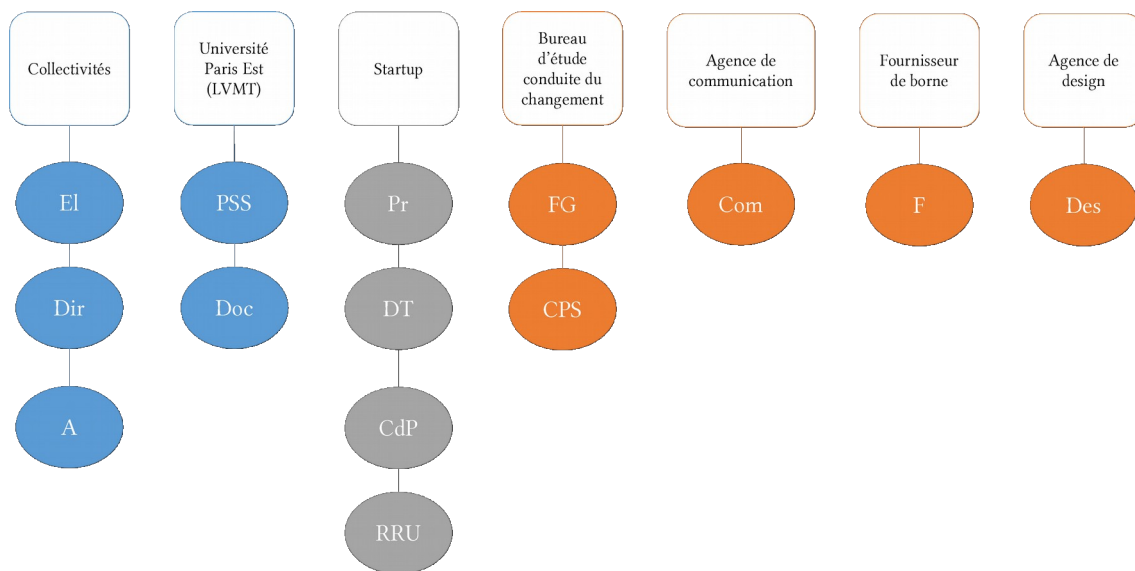 Collectivités
Université
Paris Est
(LVMT)
Startup
Bureau
d'étude
conduite du
changement
Agence de
communication
Fournisseur
de borne
Agence de
design
El
PSS
Pr
FG
Com
F
Des
Dir
Doc
DT
CPS
A
CdP
RRU